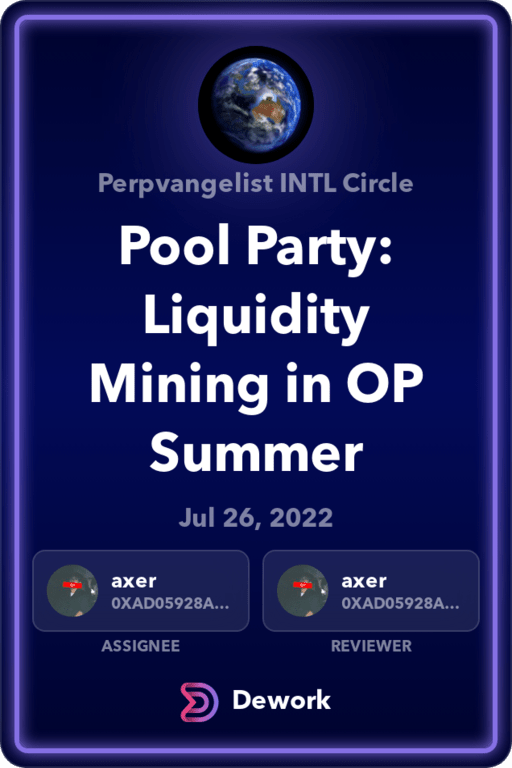 Perpvangelist INTL Circle
Pool Party:
Liquidity
Mining in OP
Summer
Jul 26, 2022
axer
0XAD05928A...
axer
0XAD05928A...
ASSIGNEE
REVIEWER
Dework